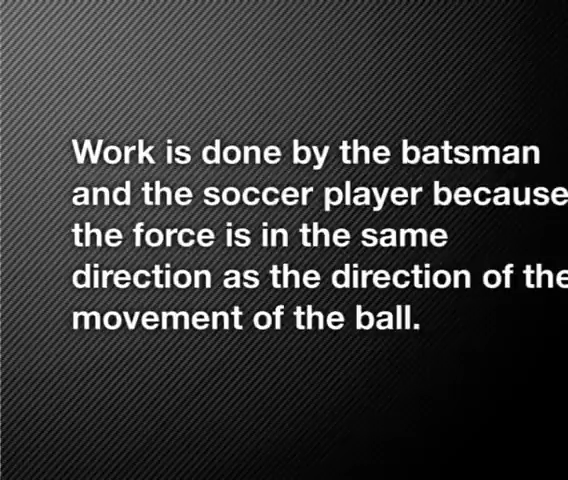 Work is done by the batsman
and the soccer player because
the force is in the same
direction as the direction of the
movement of the ball.